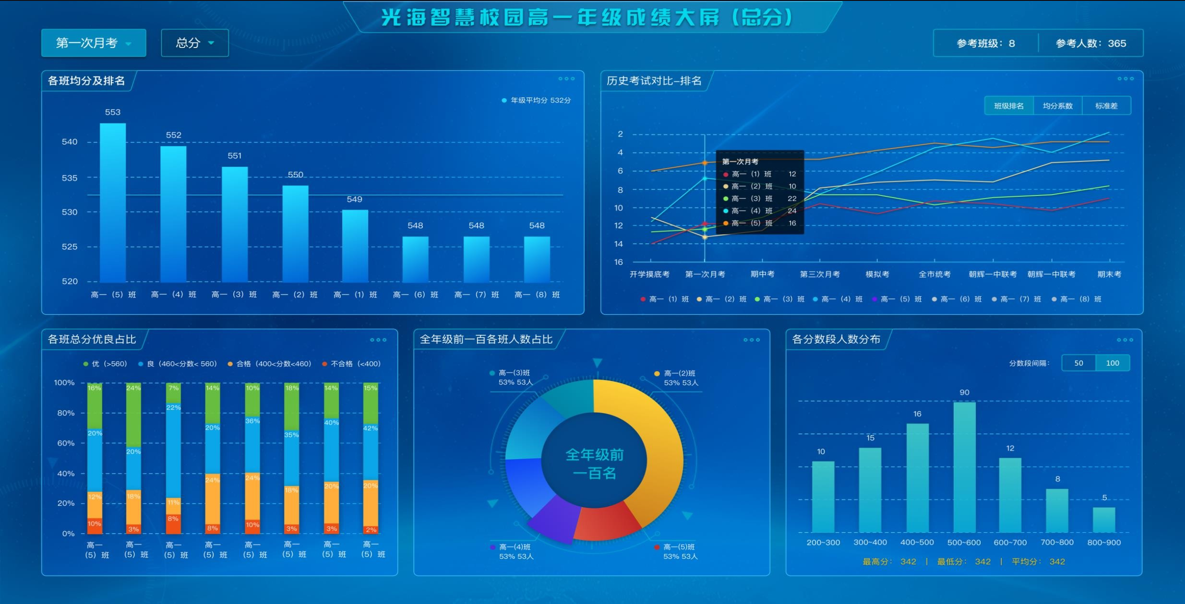 光海智慧校园高一年级成绩大屏 (总分)
第一次月考
总分
参考班级: 8
参考人数: 365
各班均分及排名
年级平均分 532分
540
535
530
525
520
553
552
551
550
549
548
548
548
高一（5）班
高一（4）班
高一（3）班
高一（2）班
高一（1）班
高一（6）班
高一（7）班
高一（8）班
历史考试对比-排名
班级排名
均分系数
标准差
2
4
6
8
10
12
14
16
第一次月考
高一（1）班 12
高一（2）班 10
高一（3）班 22
高一（4）班 24
高一（5）班 16
开学摸底考
第一次月考
期中考
第三次月考
模拟考
全市统考
朝辉一中联考
朝辉一中联考
期末考
高一（1）班
高一（2）班
高一（3）班
高一（4）班
高一（5）班
高一（6）班
高一（7）班
高一（8）班
各班总分优良占比
优（>560）
良（460<分数< 560）
合格（400<分数<460）
不合格（<400）
100%
80%
60%
40%
20%
0%
16%
24%
7%
14%
10%
18%
14%
15%
20%
20%
22%
20%
36%
35%
40%
42%
11%
24%
10%
3%
8%
8%
10%
3%
3%
2%
高一（5）班
高一（5）班
高一（5）班
高一（5）班
高一（5）班
高一（5）班
高一（5）班
高一（5）班
全年级前一百各班人数占比
高一(3)班
53% 53人
高一(2)班
53% 53人
全年级前
一百名
高一(4)班
53% 53人
高一(5)班
53% 53人
各分数段人数分布
分数段间隔:
50
100
10
15
16
90
12
8
5
200-300
300-400
400-500
500-600
600-700
700-800
800-900
最高分: 342 | 最低分: 342 | 平均分: 342